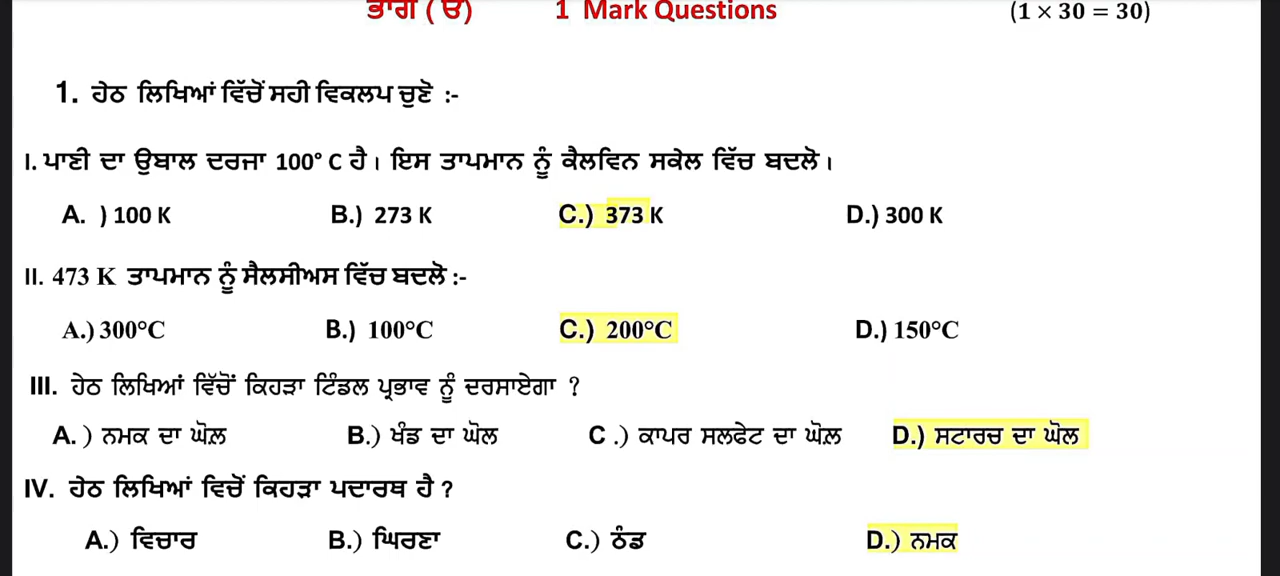 ਭਾਗ ( ੳ) 1 Mark Questions (1 × 30 = 30)
1. ਹੇਠ ਲਿਖਿਆਂ ਵਿੱਚੋਂ ਸਹੀ ਵਿਕਲਪ ਚੁਣੋ :-
I. ਪਾਣੀ ਦਾ ਉਬਾਲ ਦਰਜਾ 100° C ਹੈ। ਇਸ ਤਾਪਮਾਨ ਨੂੰ ਕੈਲਵਿਨ ਸਕੇਲ ਵਿੱਚ ਬਦਲੋ।
A. ) 100 K B.) 273 K C.) 373 K D.) 300 K
II. 473 K ਤਾਪਮਾਨ ਨੂੰ ਸੈਲਸੀਅਸ ਵਿੱਚ ਬਦਲੋ :-
A.) 300°C B.) 100°C C.) 200°C D.) 150°C
III. ਹੇਠ ਲਿਖਿਆਂ ਵਿੱਚੋਂ ਕਿਹੜਾ ਟਿੰਡਲ ਪ੍ਰਭਾਵ ਨੂੰ ਦਰਸਾਏਗਾ ?
A. ) ਨਮਕ ਦਾ ਘੋਲ਼ B.) ਖੰਡ ਦਾ ਘੋਲ C .) ਕਾਪਰ ਸਲਫੇਟ ਦਾ ਘੋਲ਼ D.) ਸਟਾਰਚ ਦਾ ਘੋਲ
IV. ਹੇਠ ਲਿਖਿਆਂ ਵਿਚੋਂ ਕਿਹੜਾ ਪਦਾਰਥ ਹੈ ?
A.) ਵਿਚਾਰ B.) ਘਿਰਣਾ C.) ਠੰਡ D.) ਨਮਕ